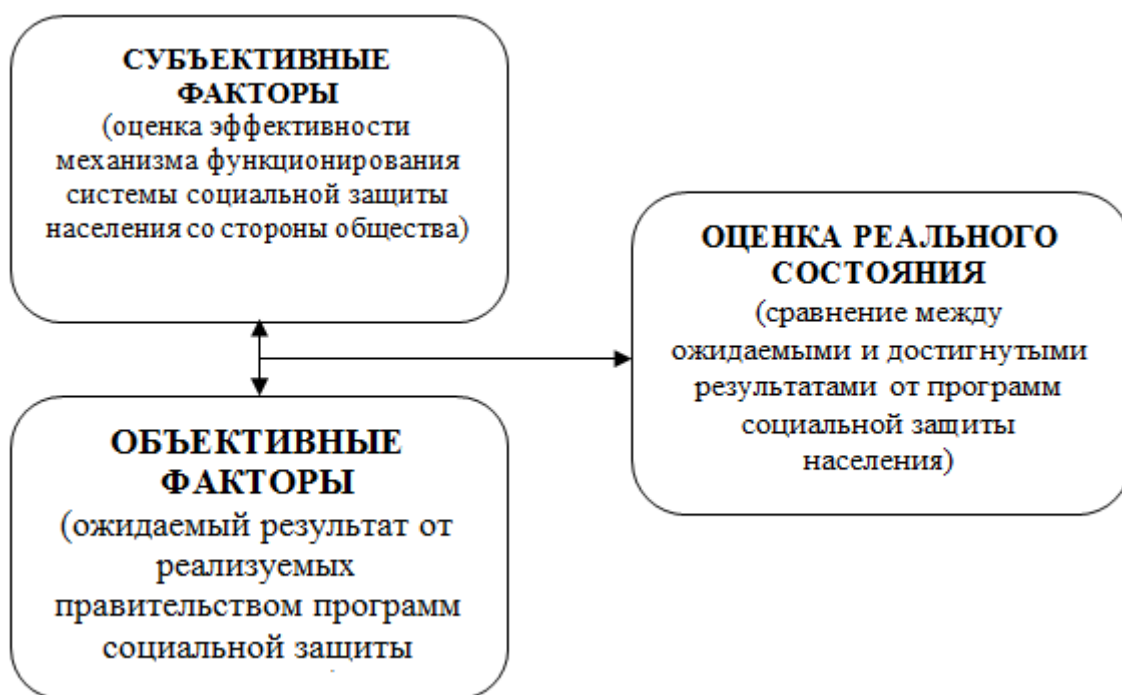 СУБЪЕКТИВНЫЕ
ФАКТОРЫ
(оценка эффективности
механизма функционирования
системы социальной защиты
населения со стороны общества)
ОБЪЕКТИВНЫЕ
ФАКТОРЫ
(ожидаемый результат от
реализуемых
правительством программ
социальной защиты
ОЦЕНКА РЕАЛЬНОГО
СОСТОЯНИЯ
(сравнение между
ожидаемыми и достигнутыми
результатами от программ
социальной защиты
населения)